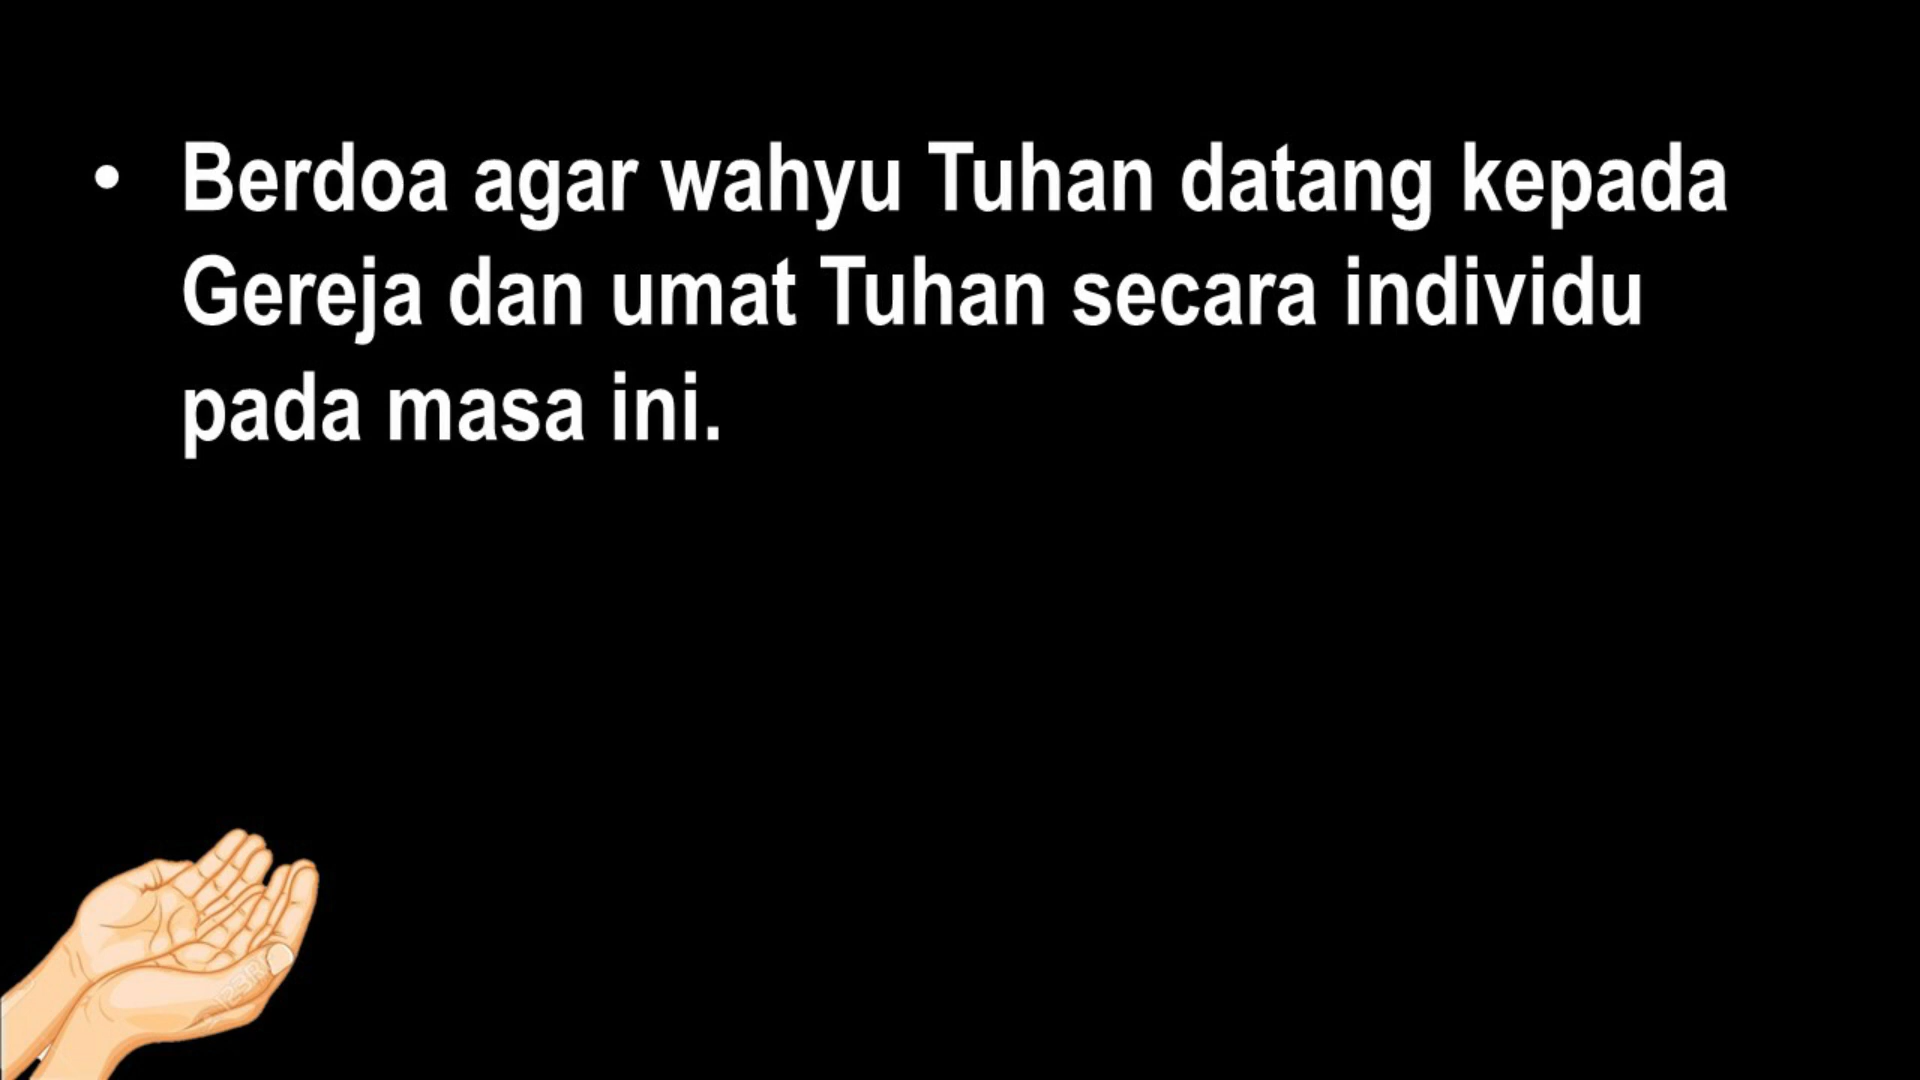 • Berdoa agar wahyu Tuhan datang kepada
Gereja dan umat Tuhan secara individu
pada masa ini.